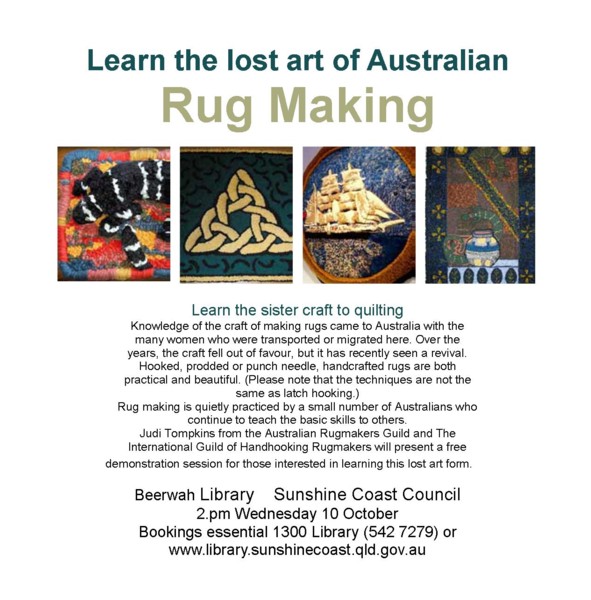 Learn the lost art of Australian
Rug Making
Learn the sister craft to quilting
Knowledge of the craft of making rugs came to Australia with the
many women who were transported or migrated here. Over the
years, the craft fell out of favour, but it has recently seen a revival.
Hooked, prodded or punch needle, handcrafted rugs are both
practical and beautiful. (Please note that the techniques are not the
same as latch hooking.)
Rug making is quietly practiced by a small number of Australians who
continue to teach the basic skills to others.
Judi Tompkins from the Australian Rugmakers Guild and The
International Guild of Handhooking Rugmakers will present a free
demonstration session for those interested in learning this lost art form.
Beerwah Library Sunshine Coast Council
2.pm Wednesday 10 October
Bookings essential 1300 Library (542 7279) or
www.library.sunshinecoast.qld.gov.au